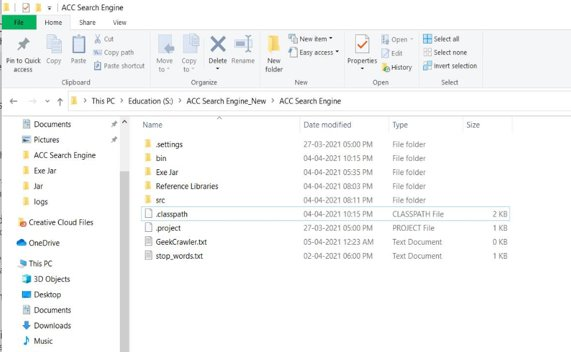 ACC Search Engine
File Home Share View
Pin to Quick access
Copy
Paste
Cut
Copy path
Paste shortcut
Clipboard
Move to
Copy to
Delete
Rename
Organize
New folder
New item
Easy access
New
Properties
Open
Edit
History
Open
Select all
Select none
Invert selection
Select
This PC > Education (S:) > ACC Search Engine_New > ACC Search Engine
Documents
Pictures
ACC Search Engine
Exe Jar
Jar
logs
Creative Cloud Files
OneDrive
This PC
3D Objects
Desktop
Documents
Downloads
Music
Name Date modified Type Size
.settings 27-03-2021 05:00 PM File folder
bin 04-04-2021 10:15 PM File folder
Exe Jar 04-04-2021 05:35 PM File folder
Reference Libraries 04-04-2021 08:03 PM File folder
src 04-04-2021 08:11 PM File folder
.classpath 04-04-2021 10:15 PM CLASSPATH File 2 KB
.project 27-03-2021 05:00 PM PROJECT File 1 KB
GeekCrawler.txt 05-04-2021 12:23 AM Text Document 0 KB
stop_words.txt 02-04-2021 06:00 PM Text Document 1 KB